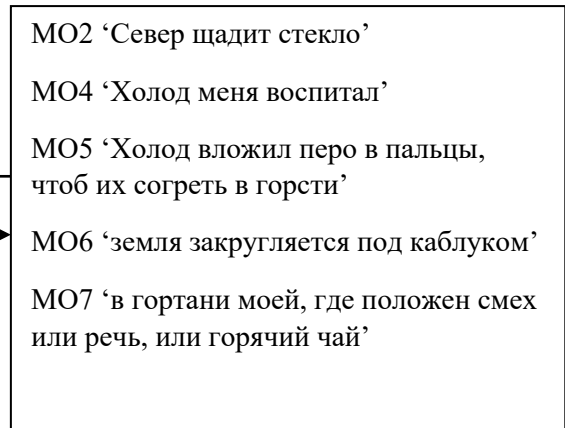 МО2 ‘Север щадит стекло’
МО4 ‘Холод меня воспитал’
МО5 ‘Холод вложил перо в пальцы,
чтоб их согреть в горсти’
МО6 ‘земля закругляется под каблуком’
МО7 ‘в гортани моей, где положен смех
или речь, или горячий чай’